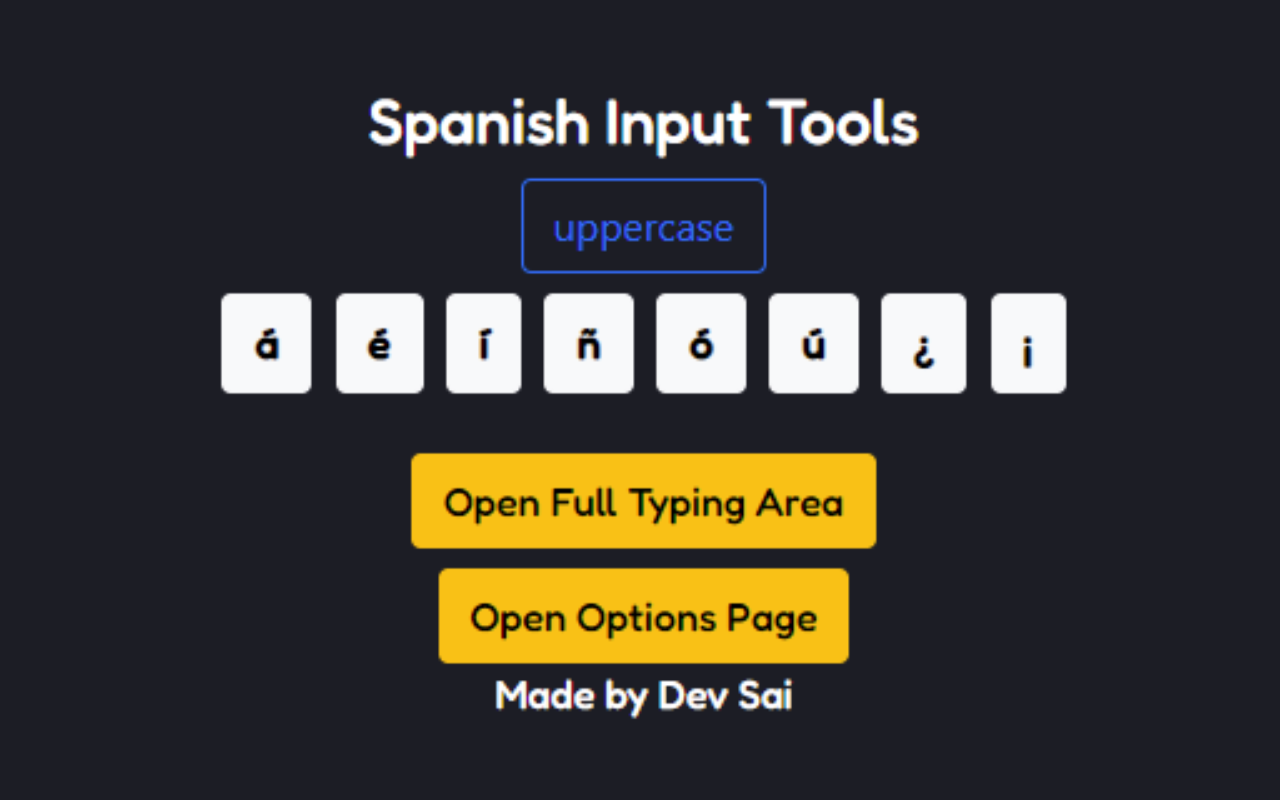 Spanish Input Tools
uppercase
á é í ñ ó ú ¿ ¡
Open Full Typing Area
Open Options Page
Made by Dev Sai